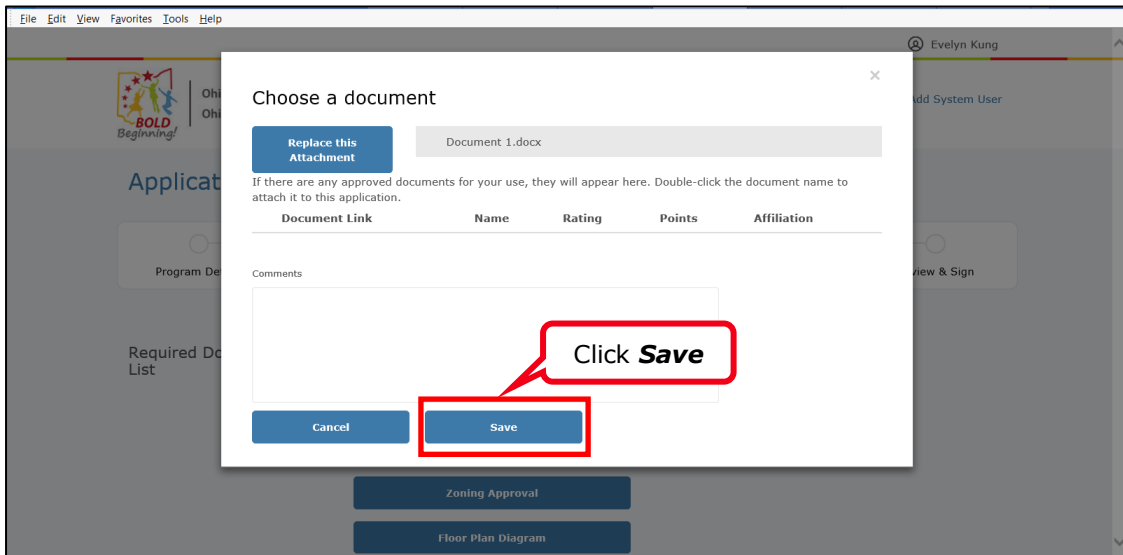 File Edit View Favorites Tools Help
Evelyn Kung
BOLD
Beginning!
Ohi
Ohi
Add System User
Choose a document
Replace this
Attachment
Document 1.docx
If there are any approved documents for your use, they will appear here. Double-click the document name to
attach it to this application.
Document Link Name Rating Points Affiliation
Applicat
Program De
view & Sign
Comments
Required Do
List
Click Save
Cancel
Save
Zoning Approval
Floor Plan Diagram